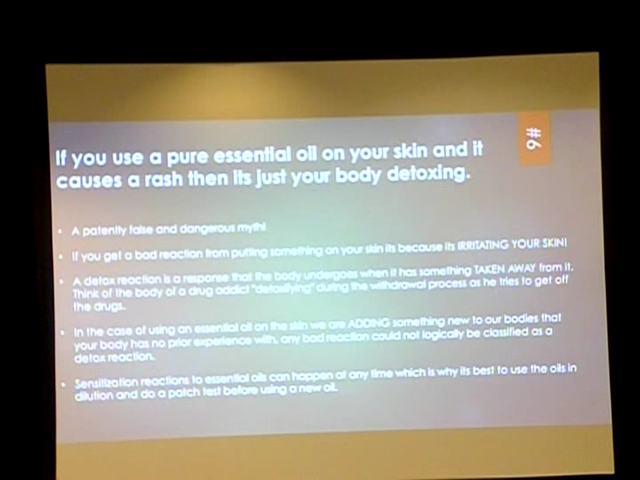 #6
If you use a pure essential oil on your skin and it
causes a rash then its just your body detoxing.
• A patently false and dangerous myth!
• If you get a bad reaction from putting something on your skin its because its IRRITATING YOUR SKIN!
• A detox reaction is a response that the body undergoes when it has something TAKEN AWAY from it.
Think of the body of a drug addict "detoxifying" during the withdrawal process as he tries to get off
the drugs.
• In the case of using an essential oil on the skin we are ADDING something new to our bodies that
your body has no prior experience with, any bad reaction could not logically be classified as a
detox reaction.
• Sensitization reactions to essential oils can happen at any time which is why its best to use the oils in
dilution and do a patch test before using a new oil.